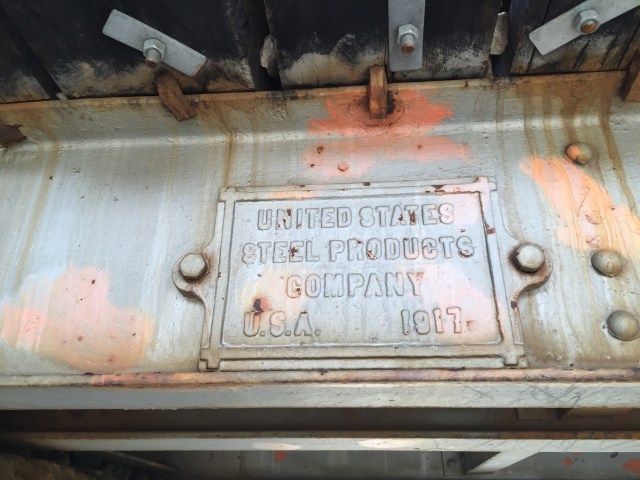 UNITED STATES
STEEL PRODUCTS
COMPANY
U.S.A. 1917.